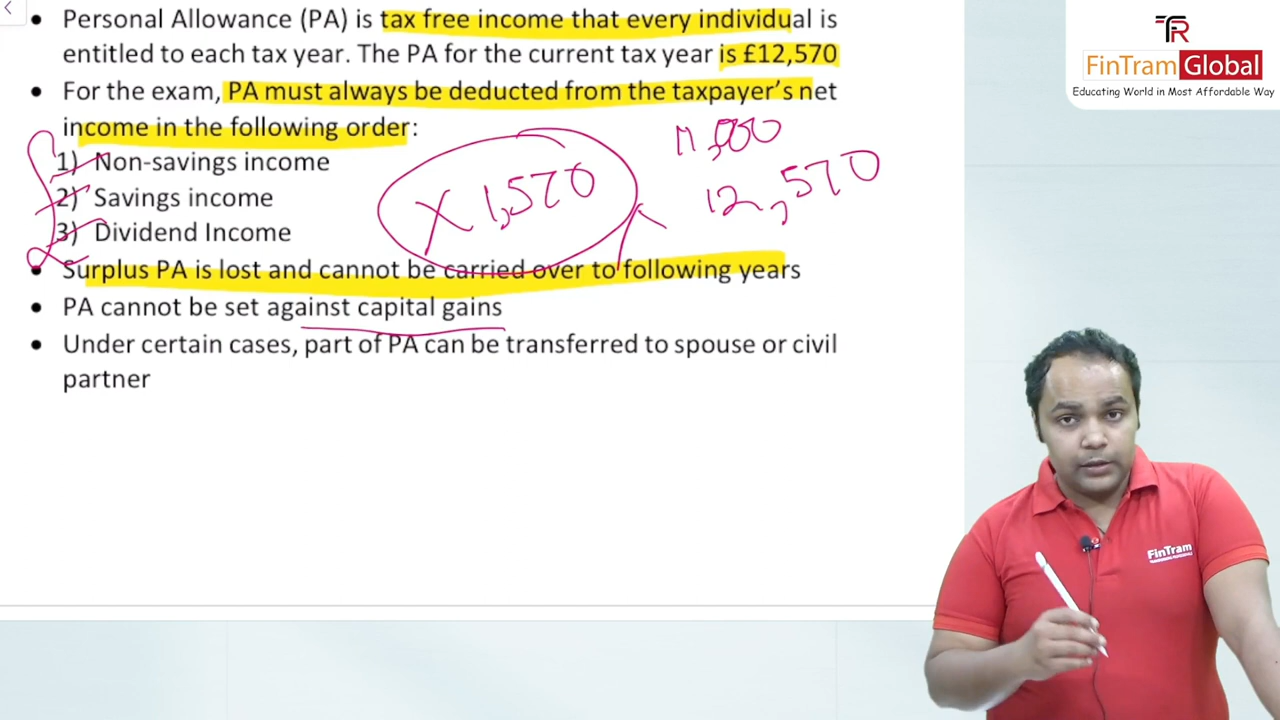 • Personal Allowance (PA) is tax free income that every individual is
entitled to each tax year. The PA for the current tax year is £12,570
• For the exam, PA must always be deducted from the taxpayer's net
income in the following order:
1) Non-savings income
2) Savings income
3) Dividend Income
• Surplus PA is lost and cannot be carried over to following years
• PA cannot be set against capital gains
• Under certain cases, part of PA can be transferred to spouse or civil
partner
11,000
12,570
X 1,570
FinTram Global
Educating World in Most Affordable Way
FinTram